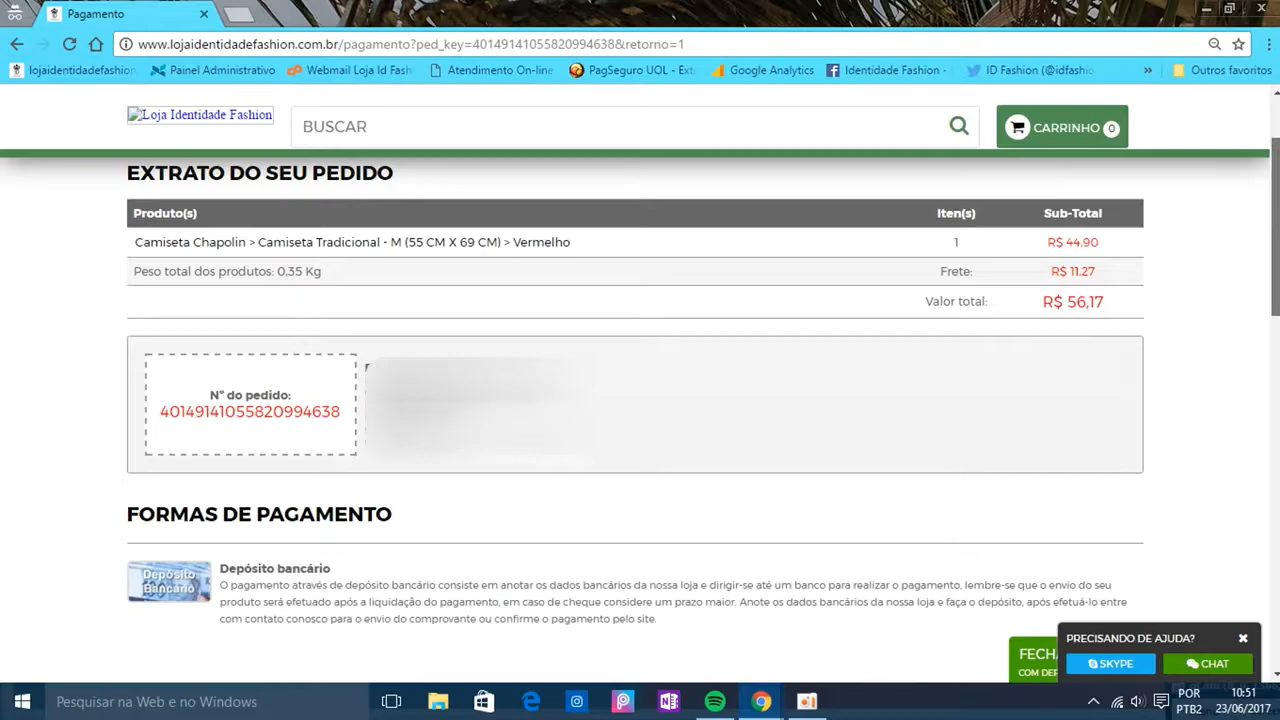 Pagamento
www.lojaidentidadefashion.com.br/pagamento?ped_key=40149141055820994638&retorno=1
lojaidentidadefashion
Painel Administrativo
Webmail Loja Id Fash
Atendimento On-line
PagSeguro UOL - Ext
Google Analytics
Identidade Fashion -
ID Fashion (@idfashio
Outros favoritos
Loja Identidade Fashion
BUSCAR
CARRINHO 0
EXTRATO DO SEU PEDIDO
Produto(s) Iten(s) Sub-Total
Camiseta Chapolin > Camiseta Tradicional - M (55 CM X 69 CM) > Vermelho 1 R$ 44,90
Peso total dos produtos: 0,35 Kg Frete: R$ 11.27
Valor total: R$ 56,17
Nº do pedido:
40149141055820994638
FORMAS DE PAGAMENTO
Depósito Bancário
Depósito bancário
O pagamento através de depósito bancário consiste em anotar os dados bancários da nossa loja e dirigir-se até um banco para realizar o pagamento, lembre-se que o envio do seu
produto será efetuado após a liquidação do pagamento, em caso de cheque considere um prazo maior. Anote os dados bancários da nossa loja e faça o depósito, após efetuá-lo entre
com contato conosco para o envio do comprovante ou confirme o pagamento pelo site.
FECHA
COM DEP
PRECISANDO DE AJUDA?
SKYPE
CHAT
Pesquisar na Web e no Windows
POR
PTB2
10:51
23/06/2017